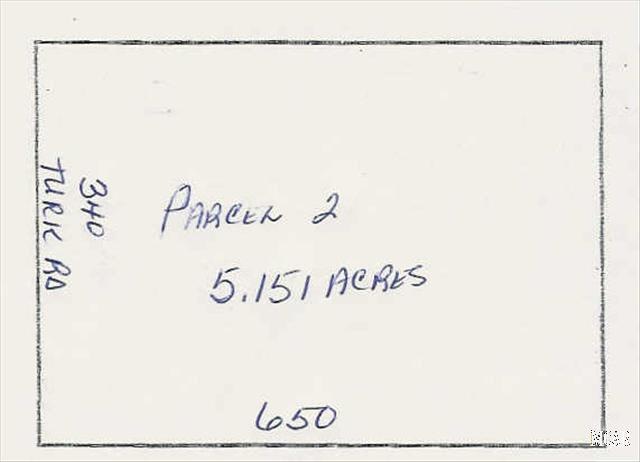 340
TURK RD
PARCEL 2
5.151 ACRES
650